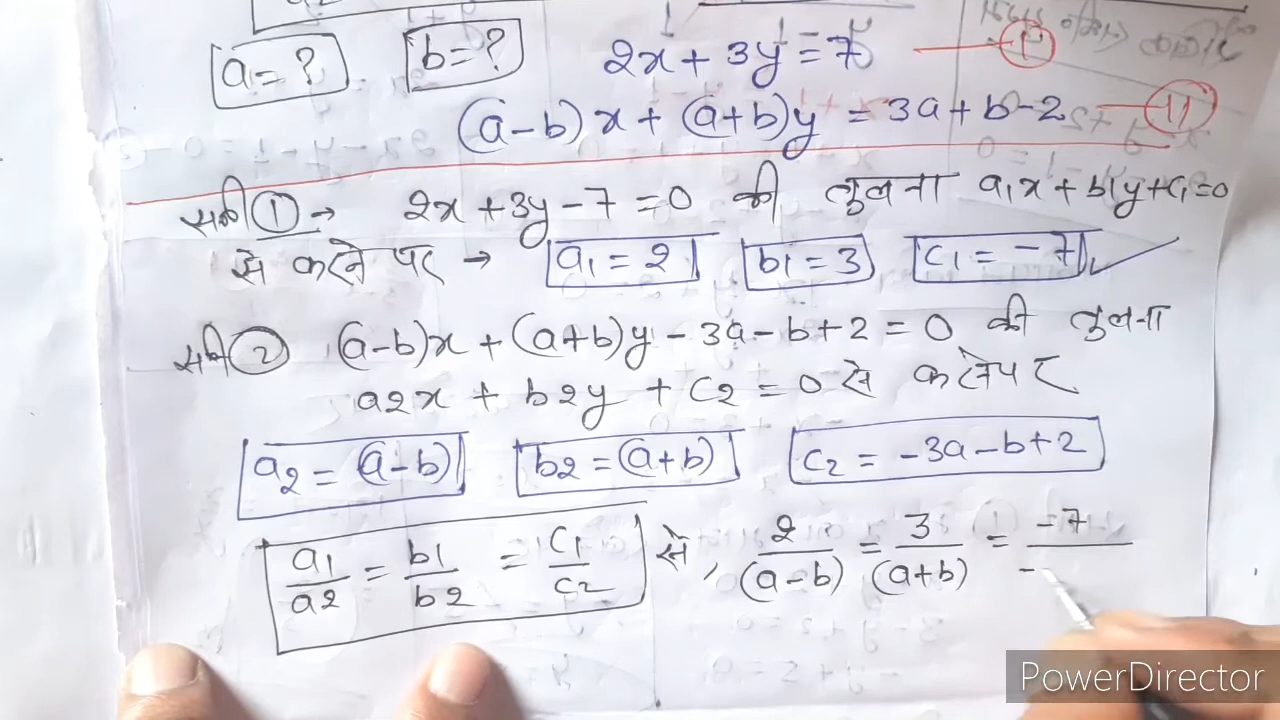 a=? b=? 2x+3y=7 ①
(a-b)x+(a+b)y = 3a+b-2 ⑪
समी ① → 2x+3y-7=0 की तुलना a1x+b1y+c1=0
से करने पर → a1=2 b1=3 c1=-7 ✓
समी ② (a-b)x+(a+b)y-3a-b+2=0 की तुलना
a2x + b2y + c2 = 0 से करनेपर
a2=(a-b) b2=(a+b) c2 = -3a-b+2
a1/a2 = b1/b2 = c1/c2 से, 2/(a-b) = 3/(a+b) = -7/-
PowerDirector